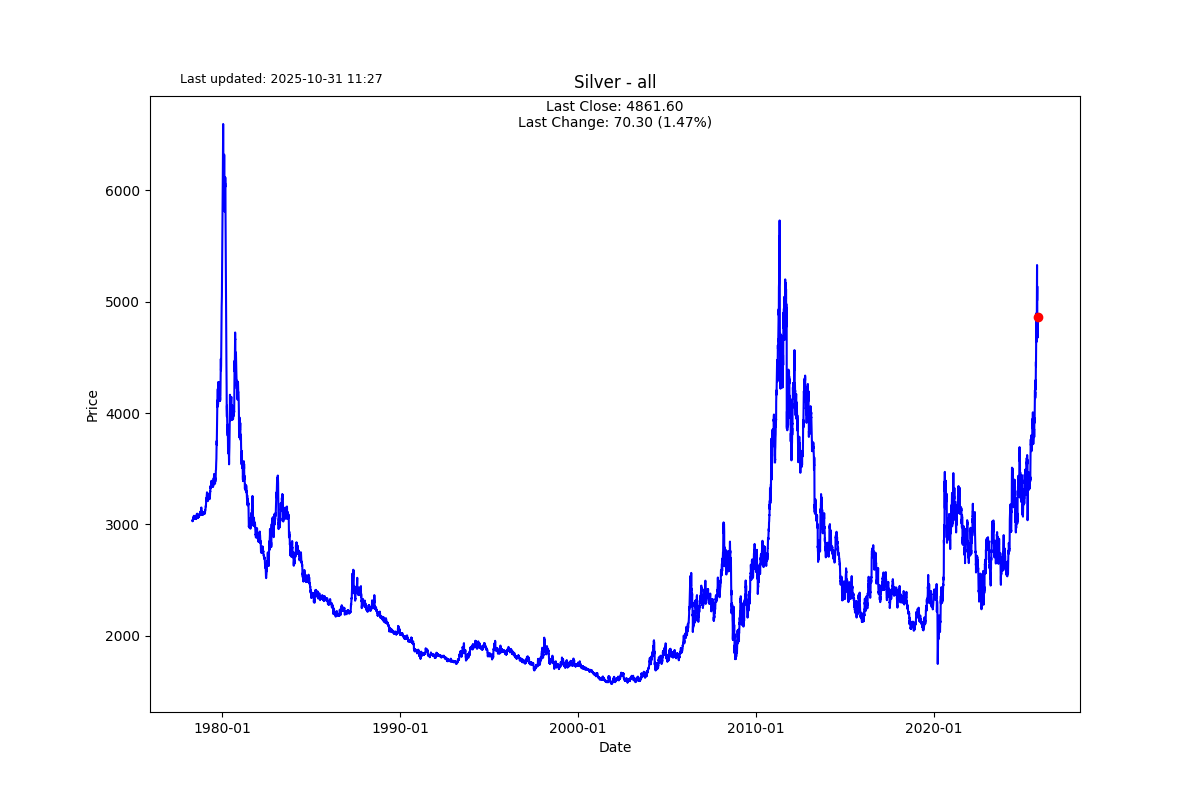 Last updated: 2025-10-31 11:27
Silver - all
Last Close: 4861.60
Last Change: 70.30 (1.47%)
6000
5000
4000
3000
2000
Price
1980-01
1990-01
2000-01
2010-01
2020-01
Date